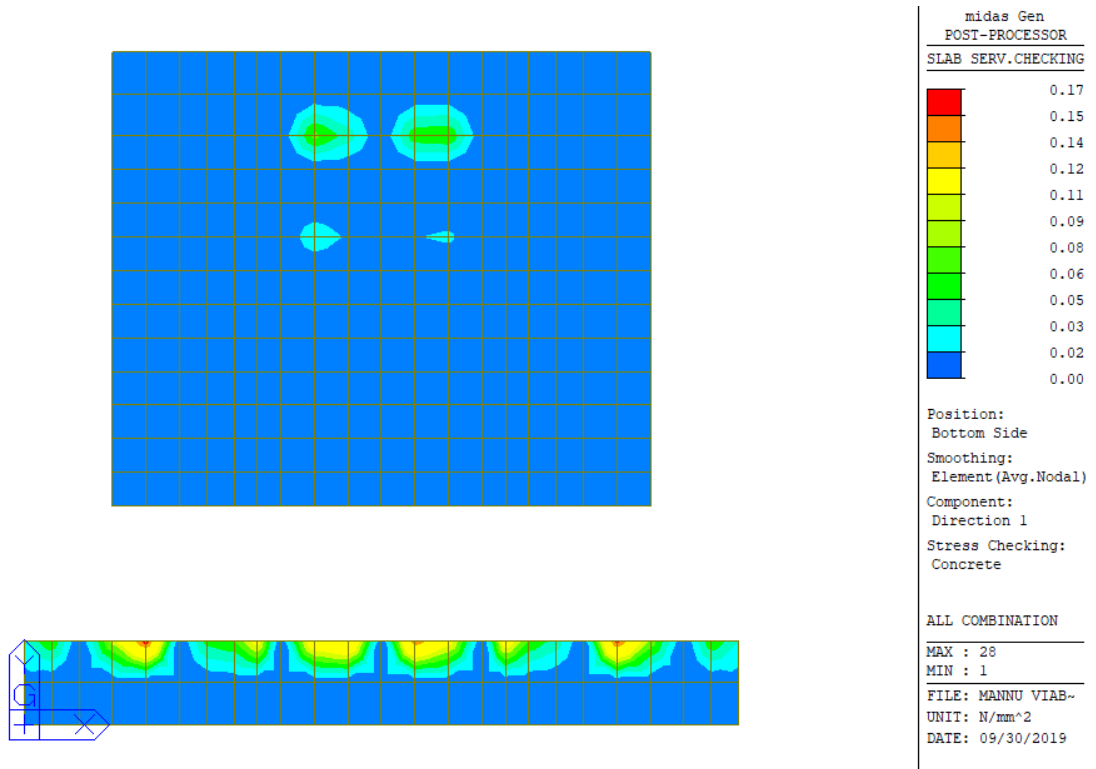 midas Gen
POST-PROCESSOR
SLAB SERV.CHECKING
0.17
0.15
0.14
0.12
0.11
0.09
0.08
0.06
0.05
0.03
0.02
0.00
Position:
Bottom Side
Smoothing:
Element(Avg.Nodal)
Component:
Direction 1
Stress Checking:
Concrete
ALL COMBINATION
MAX : 28
MIN : 1
FILE: MANNU VIAB~
UNIT: N/mm^2
DATE: 09/30/2019
Y
G
X